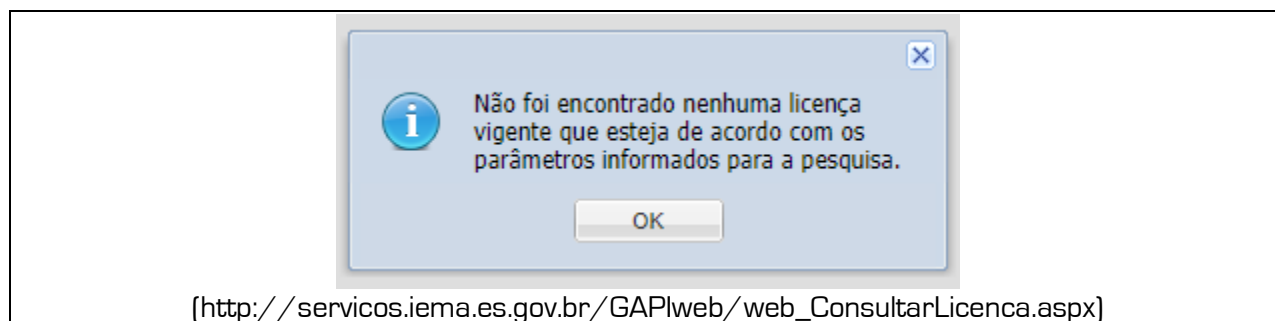 Não foi encontrado nenhuma licença
vigente que esteja de acordo com os
parâmetros informados para a pesquisa.
OK
(http://servicos.iema.es.gov.br/GAPIweb/web_ConsultarLicenca.aspx)